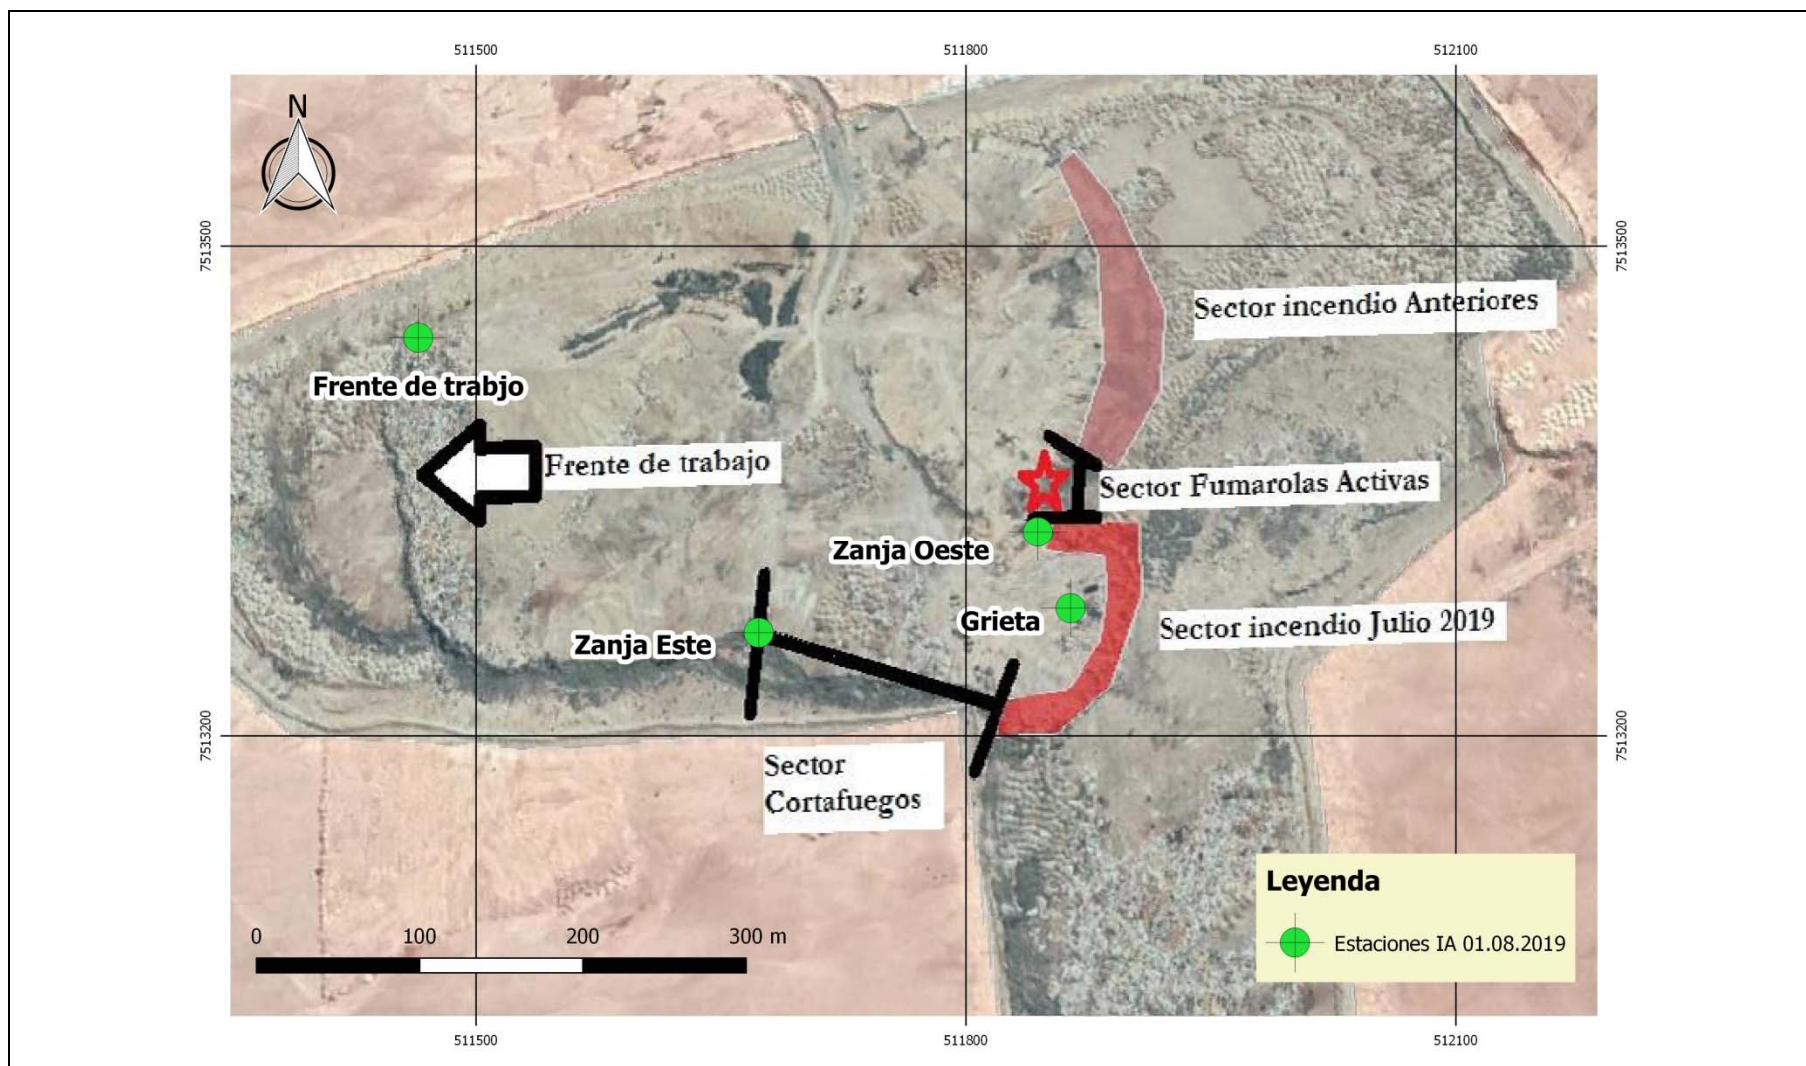 511500
511800
512100
N
7513500
7513500
Sector incendio Anteriores
Frente de trabjo
Frente de trabajo
Sector Fumarolas Activas
Zanja Oeste
Grieta
Sector incendio Julio 2019
Zanja Este
7513200
7513200
Sector
Cortafuegos
Leyenda
Estaciones IA 01.08.2019
0 100 200 300 m
511500
511800
512100